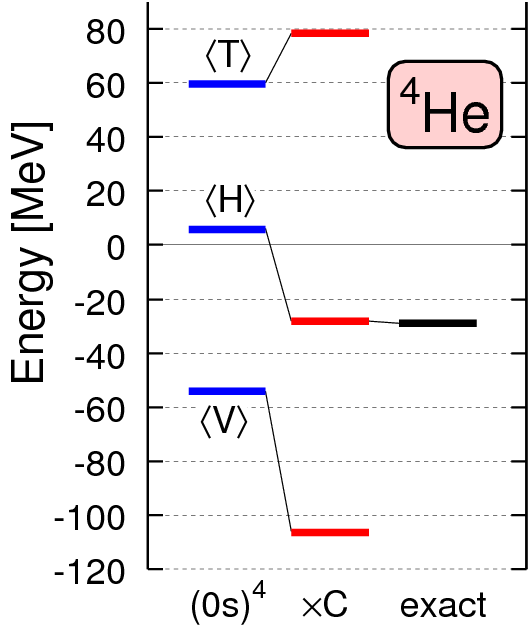 80
60
40
20
0
-20
-40
-60
-80
-100
-120
Energy [MeV]
⟨T⟩
⟨H⟩
⟨V⟩
⁴He
(0s)⁴ ×C exact